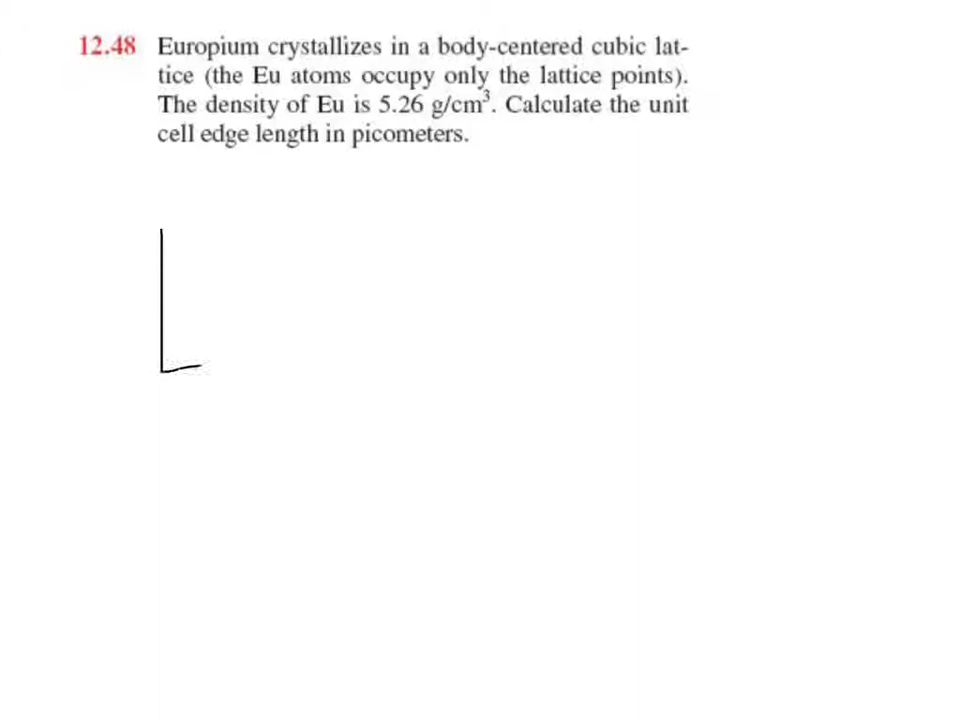 12.48 Europium crystallizes in a body-centered cubic lat-
tice (the Eu atoms occupy only the lattice points).
The density of Eu is 5.26 g/cm³. Calculate the unit
cell edge length in picometers.